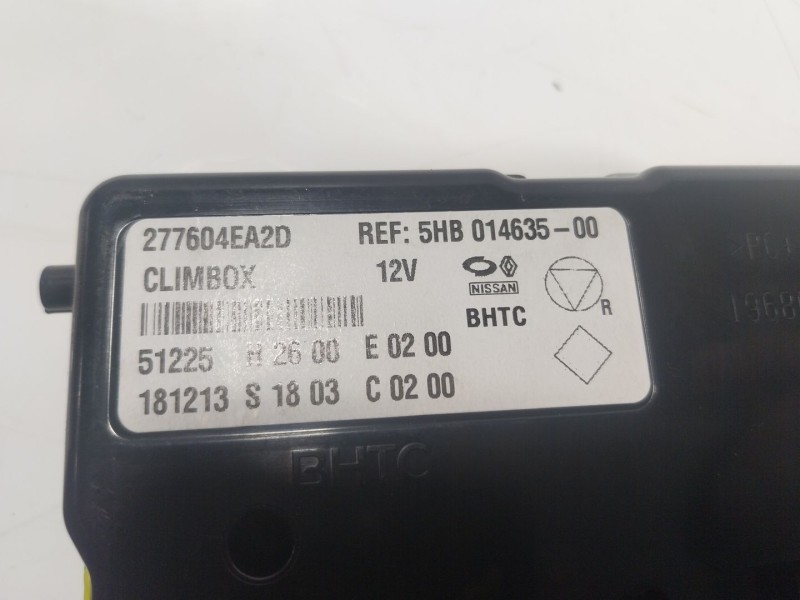 277604EA2D REF: 5HB 014635-00
CLIMBOX 12V
NISSAN
BHTC
R
51225 H 26 00 E 02 00
181213 S 18 03 C 02 00
BHTC